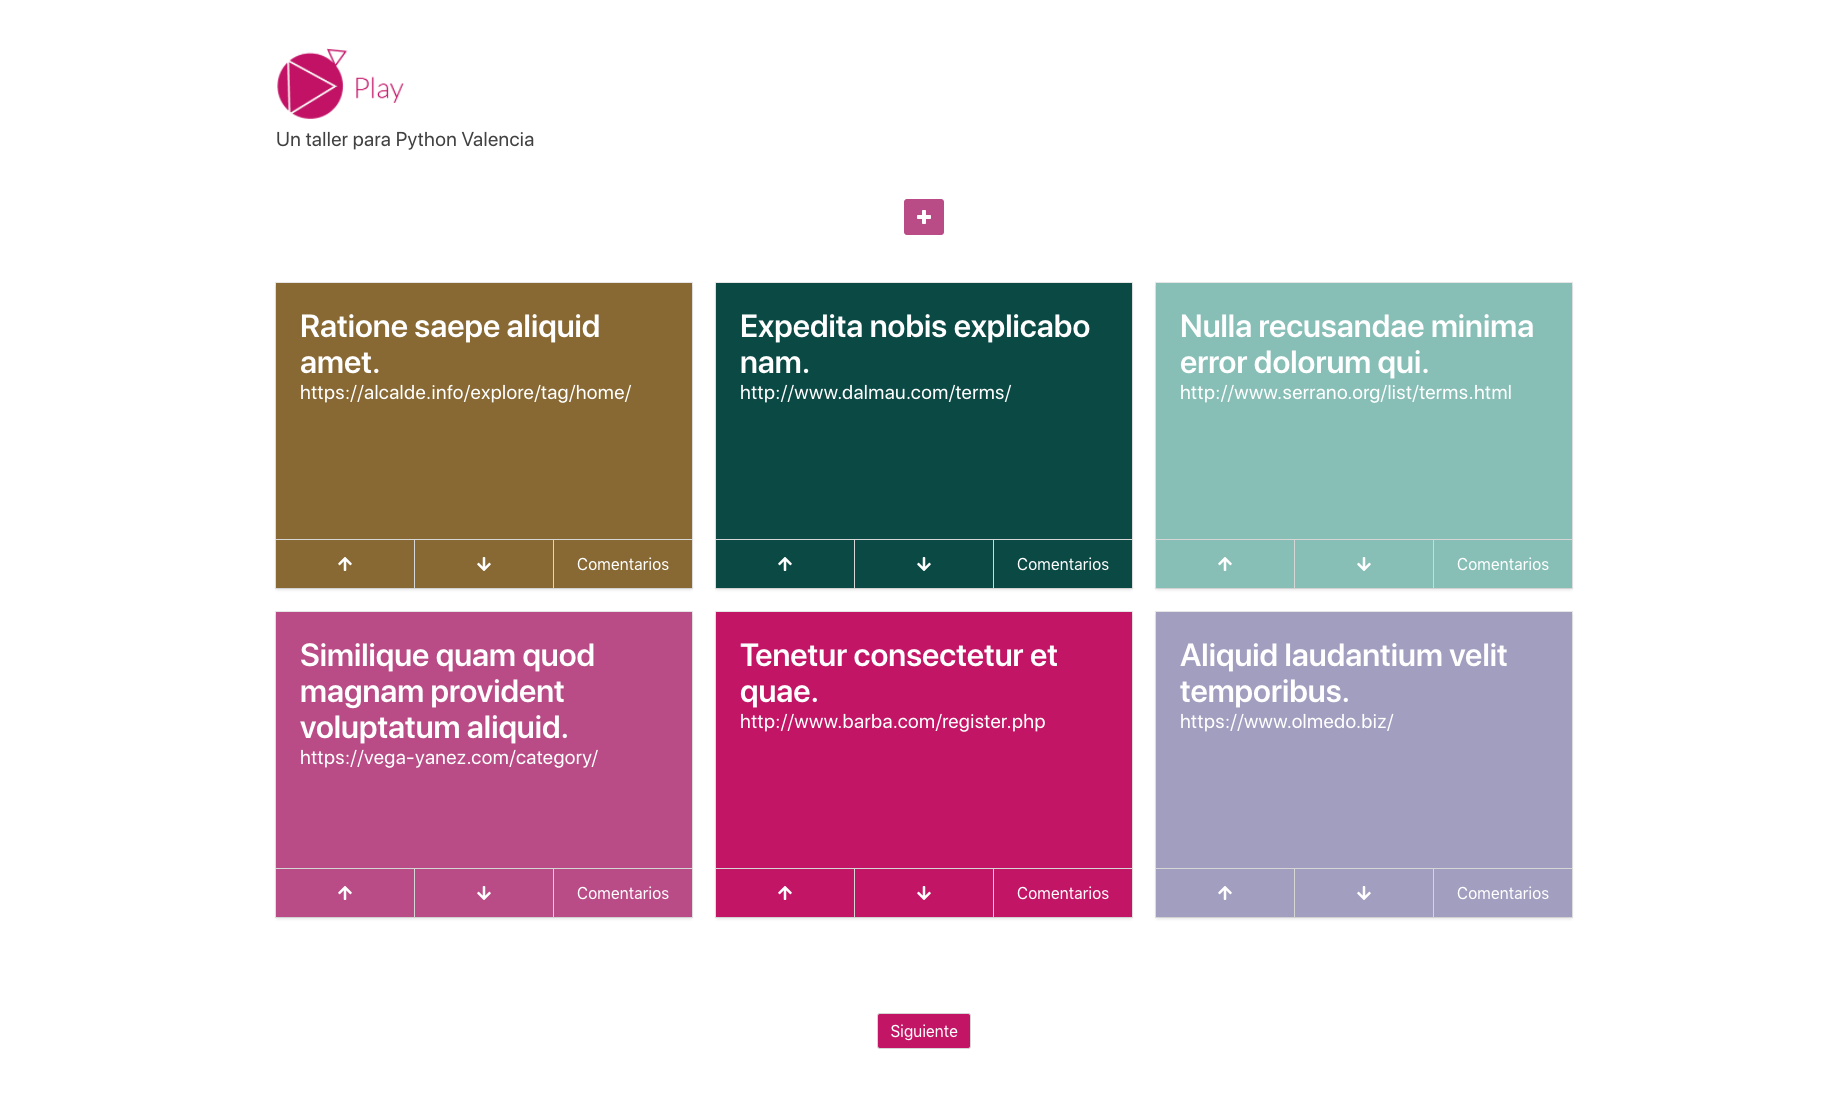 Play
Un taller para Python Valencia
Ratione saepe aliquid
amet.
https://alcalde.info/explore/tag/home/
Comentarios
Expedita nobis explicabo
nam.
http://www.dalmau.com/terms/
Comentarios
Nulla recusandae minima
error dolorum qui.
http://www.serrano.org/list/terms.html
Comentarios
Similique quam quod
magnam provident
voluptatum aliquid.
https://vega-yanez.com/category/
Comentarios
Tenetur consectetur et
quae.
http://www.barba.com/register.php
Comentarios
Aliquid laudantium velit
temporibus.
https://www.olmedo.biz/
Comentarios
Siguiente